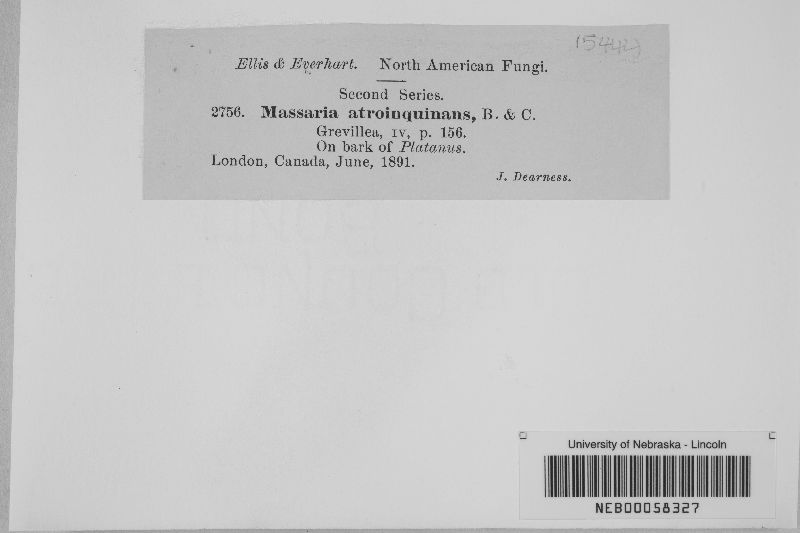 Ellis & Everhart. North American Fungi.
Second Series.
2756. Massaria atroinquinans, B. & C.
Grevillea, IV, p. 156.
On bark of Platanus.
London, Canada, June, 1891.
J. Dearness.
University of Nebraska - Lincoln
NEB00058327